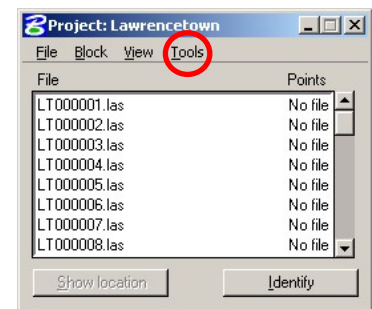 Project: Lawrencetown
File Block View Tools
File Points
LT000001.las No file
LT000002.las No file
LT000003.las No file
LT000004.las No file
LT000005.las No file
LT000006.las No file
LT000007.las No file
LT000008.las No file
Show location Identify